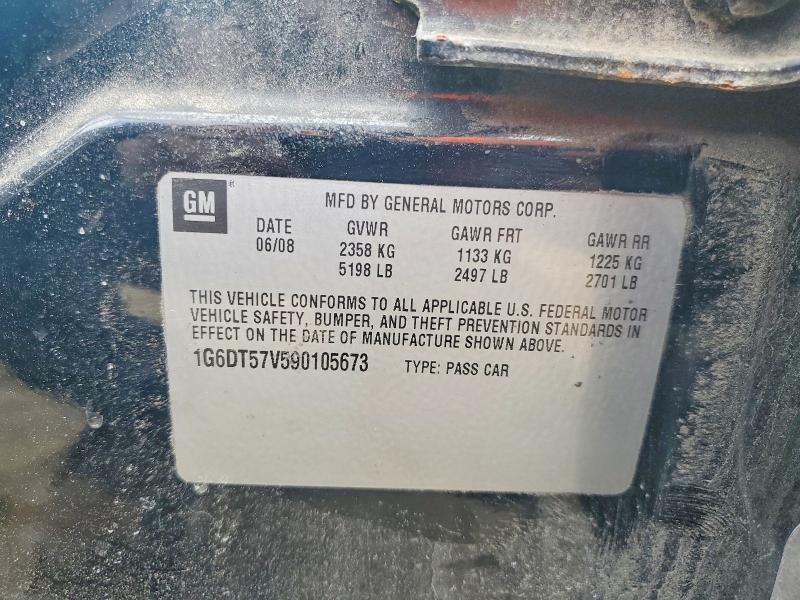 GM
MFD BY GENERAL MOTORS CORP.
DATE GVWR GAWR FRT GAWR RR
06/08 2358 KG 1133 KG 1225 KG
5198 LB 2497 LB 2701 LB
THIS VEHICLE CONFORMS TO ALL APPLICABLE U.S. FEDERAL MOTOR
VEHICLE SAFETY, BUMPER, AND THEFT PREVENTION STANDARDS IN
EFFECT ON THE DATE OF MANUFACTURE SHOWN ABOVE.
1G6DT57V590105673 TYPE: PASS CAR